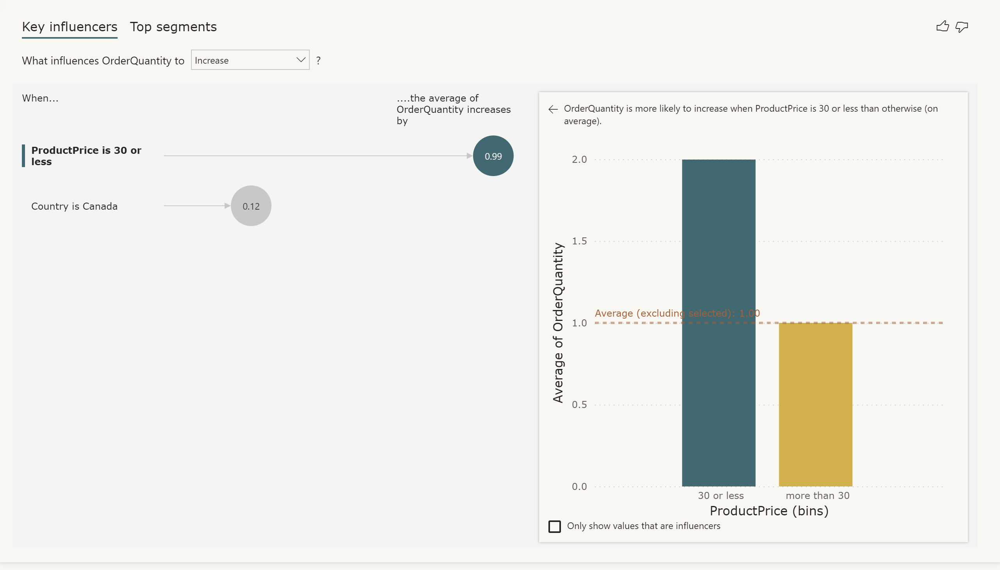 Key influencers Top segments
What influences OrderQuantity to Increase ?
When...
....the average of
OrderQuantity increases
by
ProductPrice is 30 or
less
0.99
Country is Canada
0.12
OrderQuantity is more likely to increase when ProductPrice is 30 or less than otherwise (on
average).
Average of OrderQuantity
2.0
1.5
Average (excluding selected): 1.00
1.0
0.5
0.0
30 or less more than 30
ProductPrice (bins)
Only show values that are influencers